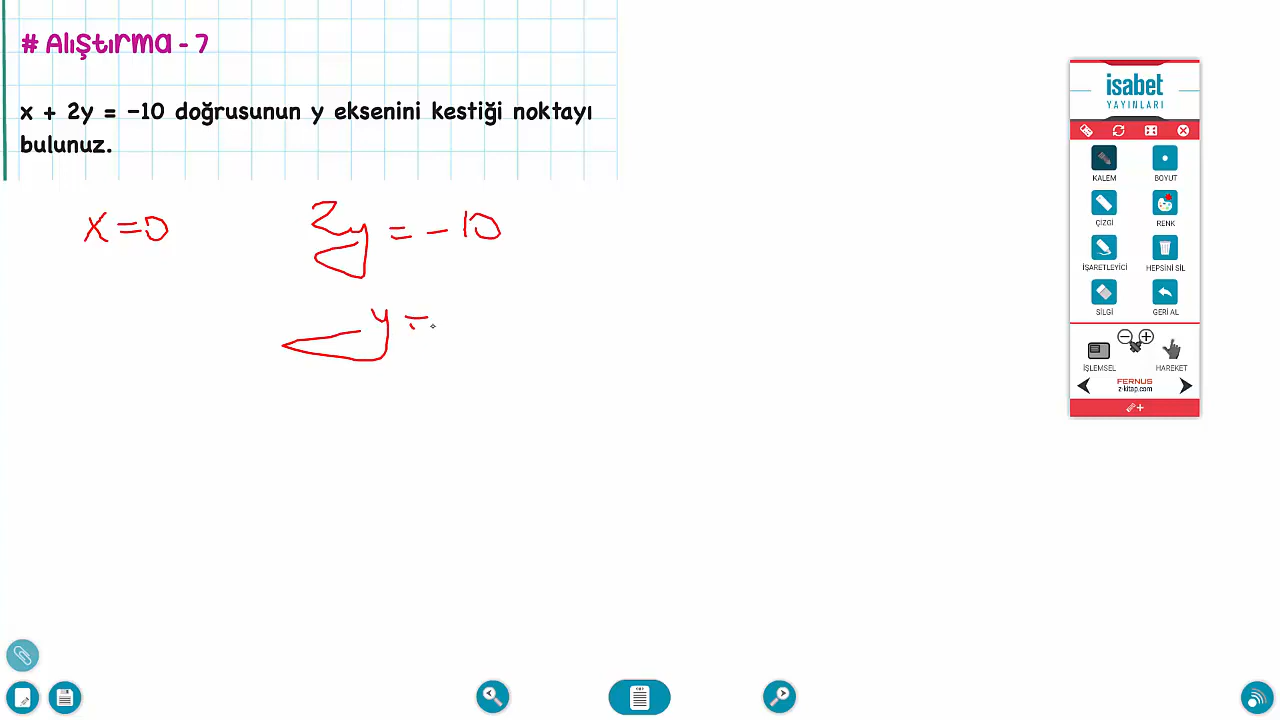 # Alıştırma - 7
x + 2y = -10 doğrusunun y eksenini kestiği noktayı
bulunuz.
x = 0
2y = - 10
y =
isabet
YAYINLARI
KALEM
BOYUT
ÇİZGİ
RENK
İŞARETLEYİCİ
HEPSİNİ SİL
SİLGİ
GERİ AL
İŞLEMSEL
HAREKET
FERNUS
z-kitap.com